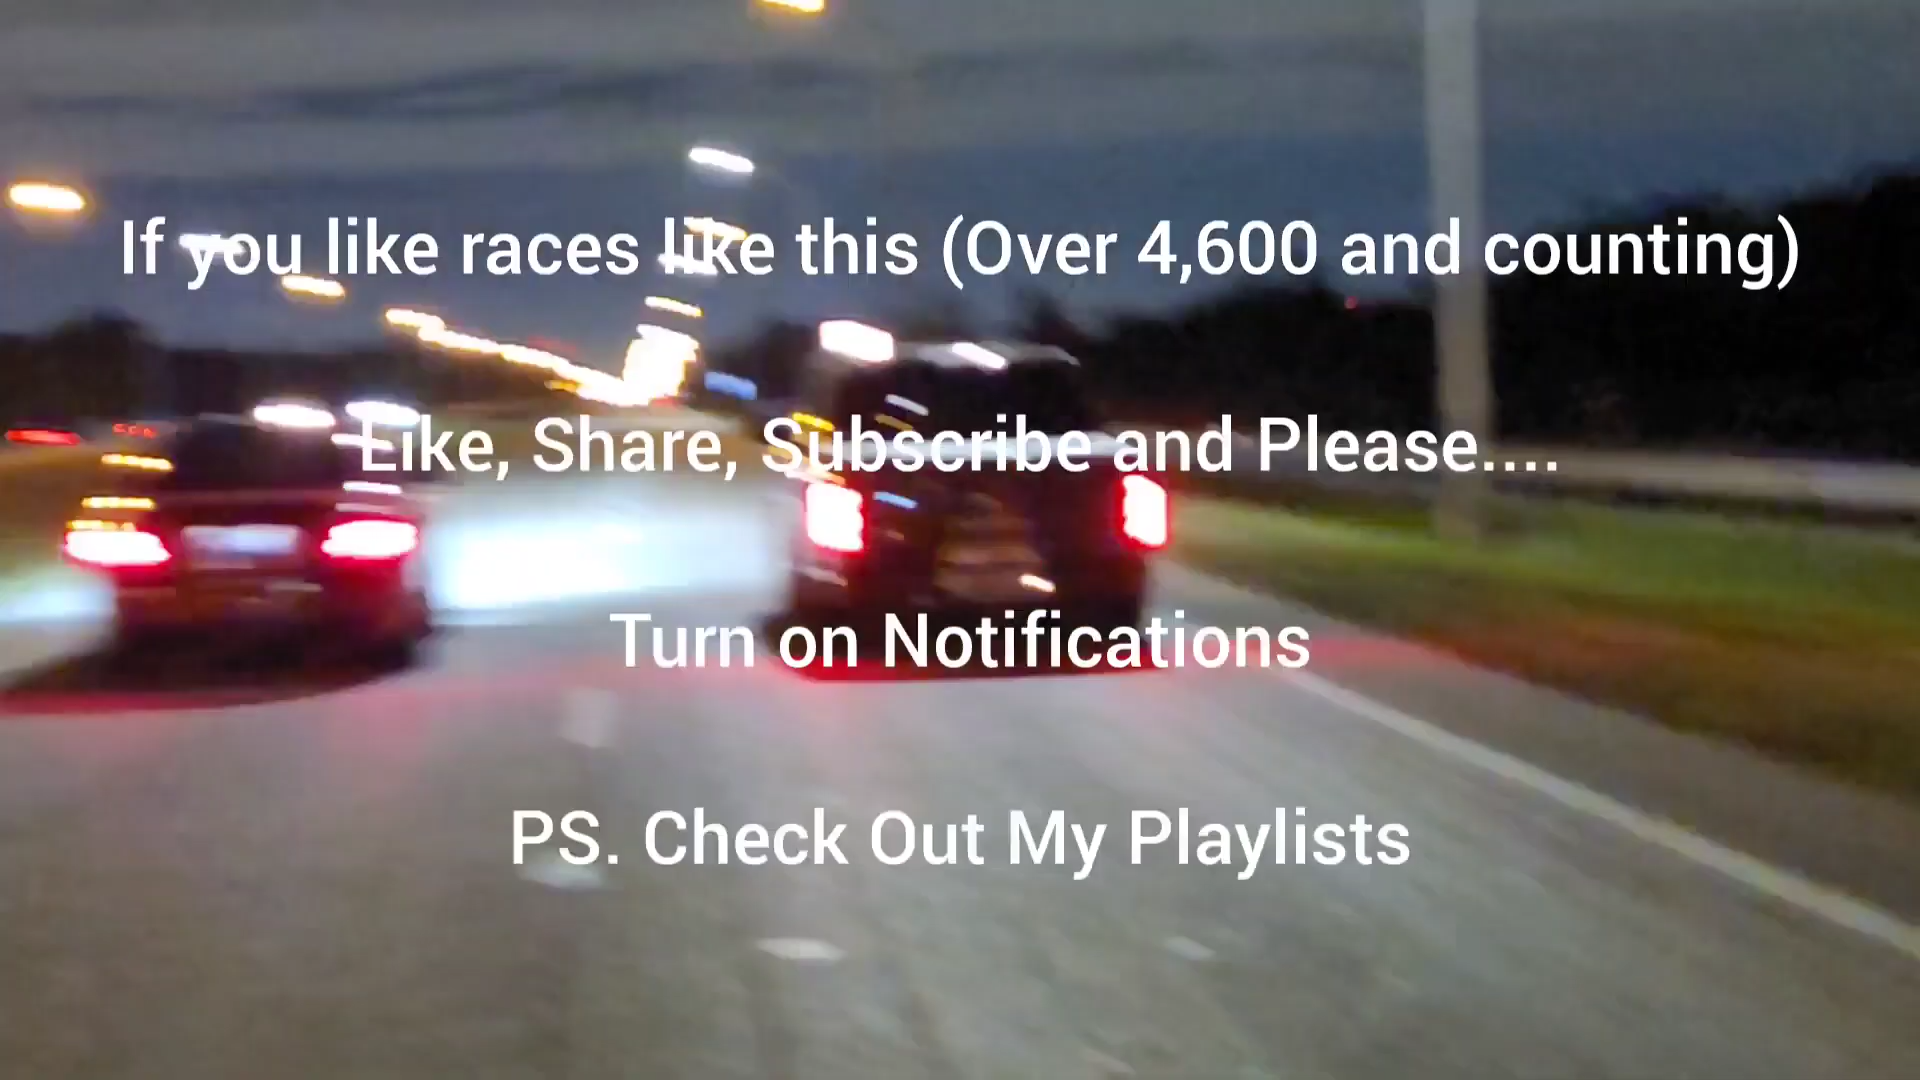 If you like races like this (Over 4,600 and counting)
Like, Share, Subscribe and Please....
Turn on Notifications
PS. Check Out My Playlists